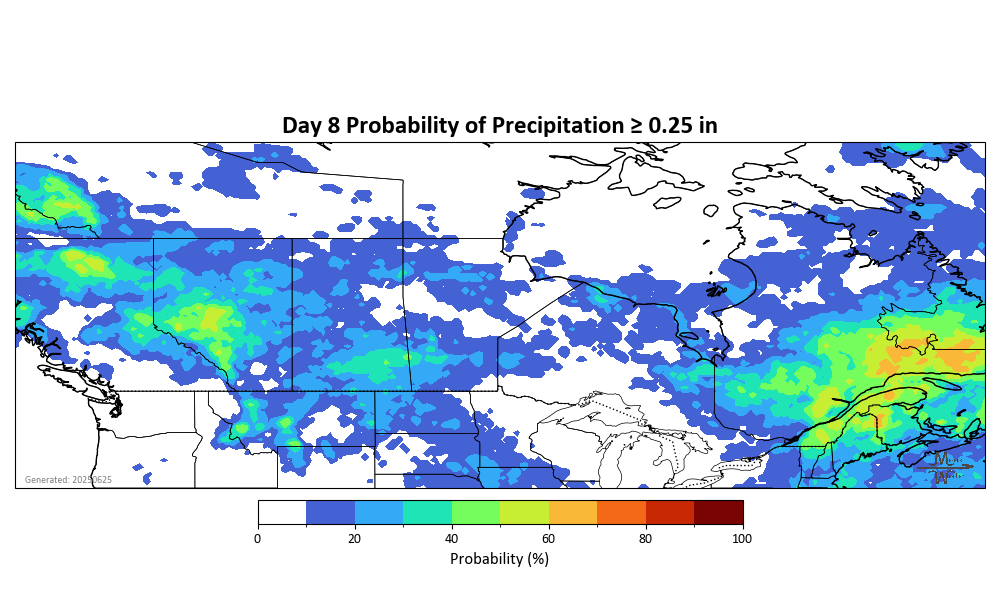 Day 8 Probability of Precipitation ≥ 0.25 in
Generated: 20250625
0 20 40 60 80 100
Probability (%)